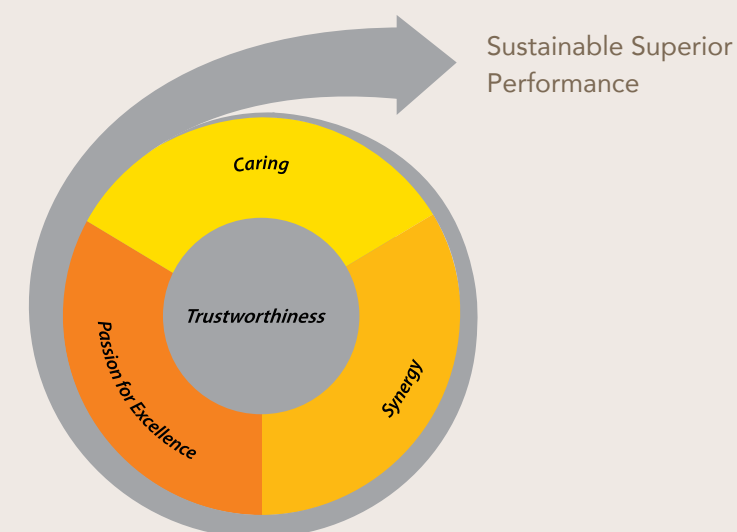 Sustainable Superior
Performance
Caring
Trustworthiness
Passion for Excellence
Synergy